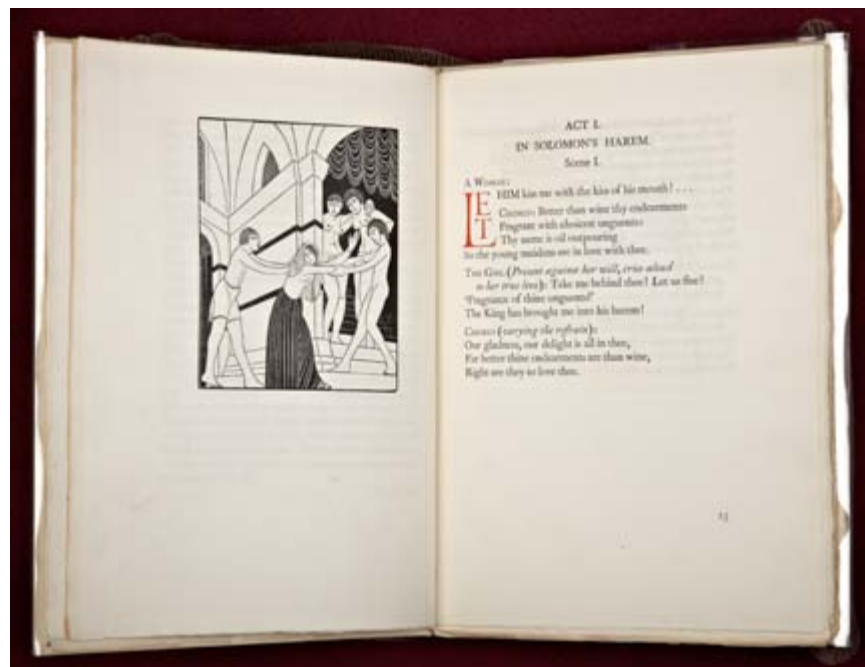 ACT I.
IN SOLOMON'S HAREM.
Scene I.
A WOMAN:
LET HIM kiss me with the kiss of his mouth! . . .
CHORUS: Better than wine thy endearments
Fragrant with choicest unguents:
Thy name is oil outpouring
So the young maidens are in love with thee.
THE GIRL (Present against her will, cries aloud
to her true love): Take me behind thee! Let us flee!
'Fragrance of thine unguents!'
The King has brought me into his harem!
CHORUS (varying the refrain):
Our gladness, our delight is all in thee,
For better thine endearments are than wine,
Right are they to love thee.